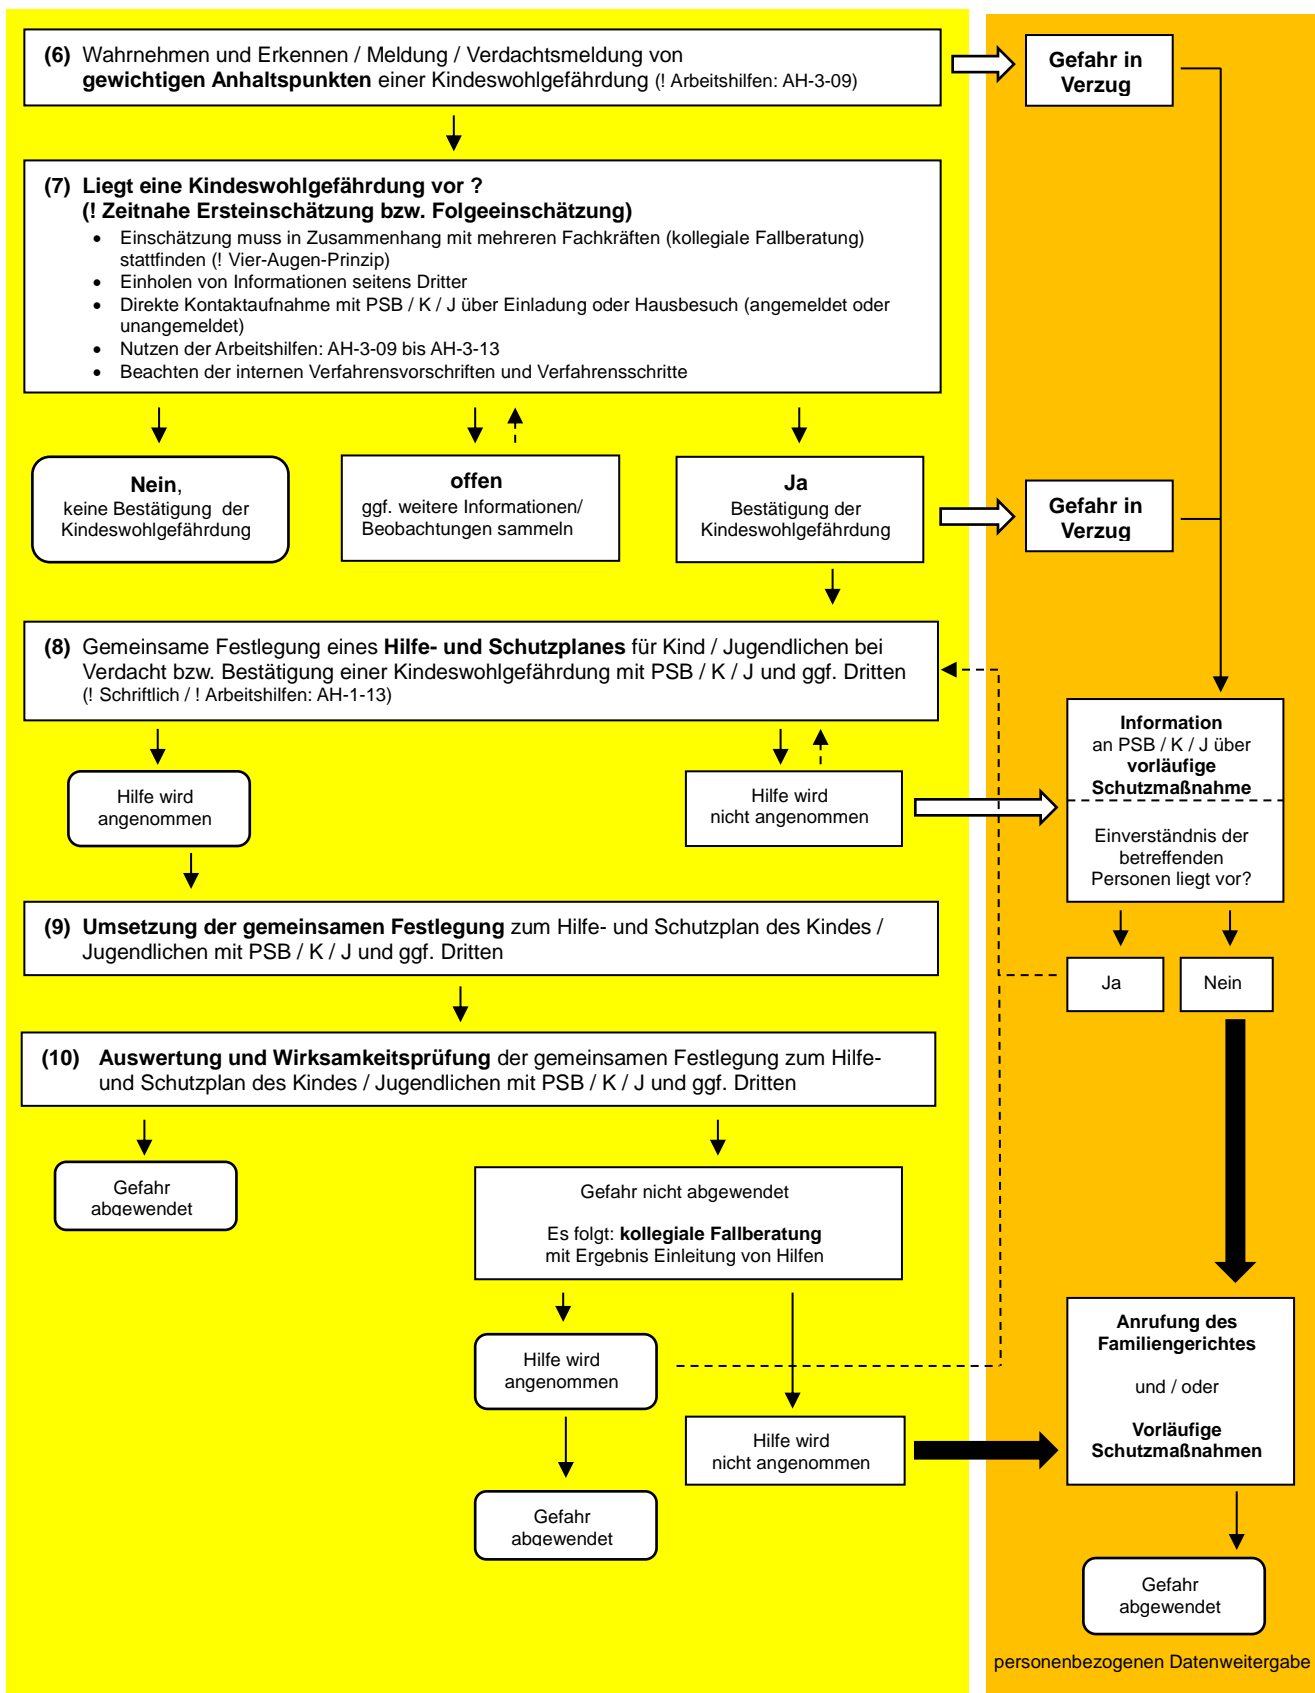 (6) Wahrnehmen und Erkennen / Meldung / Verdachtsmeldung von
gewichtigen Anhaltspunkten einer Kindeswohlgefährdung (! Arbeitshilfen: AH-3-09)
Gefahr in
Verzug
(7) Liegt eine Kindeswohlgefährdung vor ?
(! Zeitnahe Ersteinschätzung bzw. Folgeeinschätzung)
• Einschätzung muss in Zusammenhang mit mehreren Fachkräften (kollegiale Fallberatung)
stattfinden (! Vier-Augen-Prinzip)
• Einholen von Informationen seitens Dritter
• Direkte Kontaktaufnahme mit PSB / K / J über Einladung oder Hausbesuch (angemeldet oder
unangemeldet)
• Nutzen der Arbeitshilfen: AH-3-09 bis AH-3-13
• Beachten der internen Verfahrensvorschriften und Verfahrensschritte
Nein,
keine Bestätigung der
Kindeswohlgefährdung
offen
ggf. weitere Informationen/
Beobachtungen sammeln
Ja
Bestätigung der
Kindeswohlgefährdung
Gefahr in
Verzug
(8) Gemeinsame Festlegung eines Hilfe- und Schutzplanes für Kind / Jugendlichen bei
Verdacht bzw. Bestätigung einer Kindeswohlgefährdung mit PSB / K / J und ggf. Dritten
(! Schriftlich / ! Arbeitshilfen: AH-1-13)
Information
an PSB / K / J über
vorläufige
Schutzmaßnahme
Einverständnis der
betreffenden
Personen liegt vor?
Hilfe wird
angenommen
Hilfe wird
nicht angenommen
(9) Umsetzung der gemeinsamen Festlegung zum Hilfe- und Schutzplan des Kindes /
Jugendlichen mit PSB / K / J und ggf. Dritten
Ja
Nein
(10) Auswertung und Wirksamkeitsprüfung der gemeinsamen Festlegung zum Hilfe-
und Schutzplan des Kindes / Jugendlichen mit PSB / K / J und ggf. Dritten
Gefahr
abgewendet
Gefahr nicht abgewendet
Es folgt: kollegiale Fallberatung
mit Ergebnis Einleitung von Hilfen
Anrufung des
Familiengerichtes
und / oder
Vorläufige
Schutzmaßnahmen
Hilfe wird
angenommen
Hilfe wird
nicht angenommen
Gefahr
abgewendet
Gefahr
abgewendet
personenbezogenen Datenweitergabe